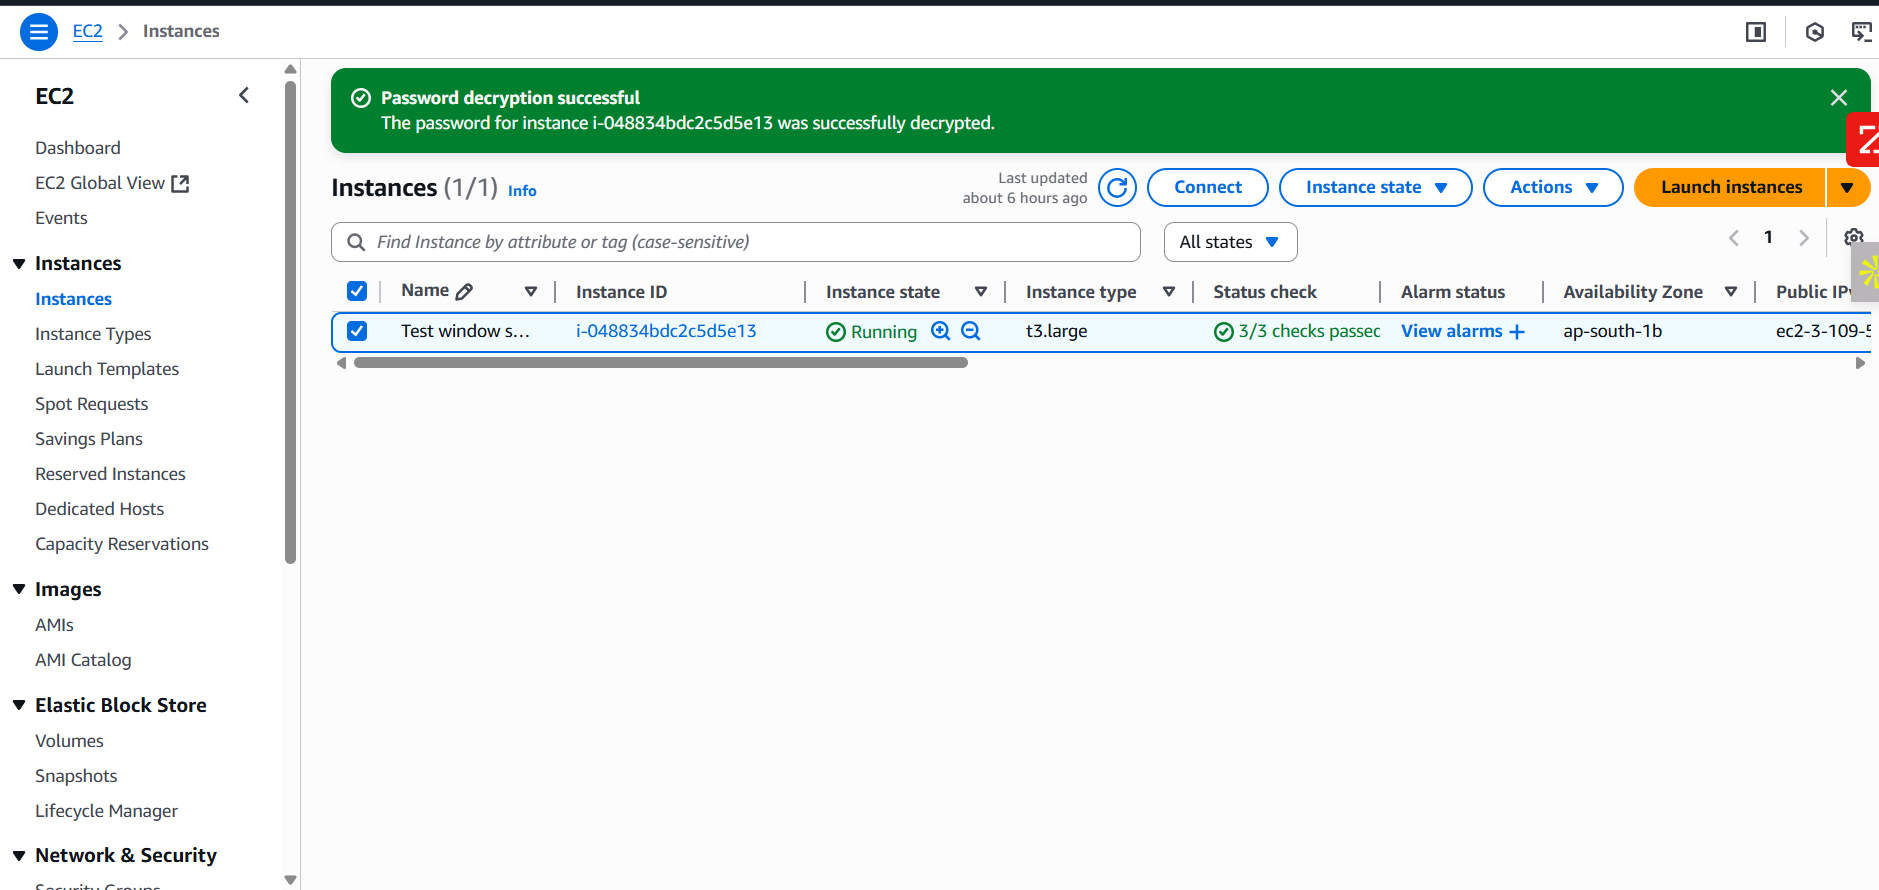 EC2 > Instances
EC2
Dashboard
EC2 Global View
Events
Instances
Instances
Instance Types
Launch Templates
Spot Requests
Savings Plans
Reserved Instances
Dedicated Hosts
Capacity Reservations
Images
AMIs
AMI Catalog
Elastic Block Store
Volumes
Snapshots
Lifecycle Manager
Network & Security
Security Groups
Password decryption successful
The password for instance i-048834bdc2c5d5e13 was successfully decrypted.
Instances (1/1) Info
Last updated
about 6 hours ago
Connect
Instance state
Actions
Launch instances
Find Instance by attribute or tag (case-sensitive)
All states
1
Name Instance ID Instance state Instance type Status check Alarm status Availability Zone Public IPv
Test window s... i-048834bdc2c5d5e13 Running t3.large 3/3 checks passed View alarms + ap-south-1b ec2-3-109-5